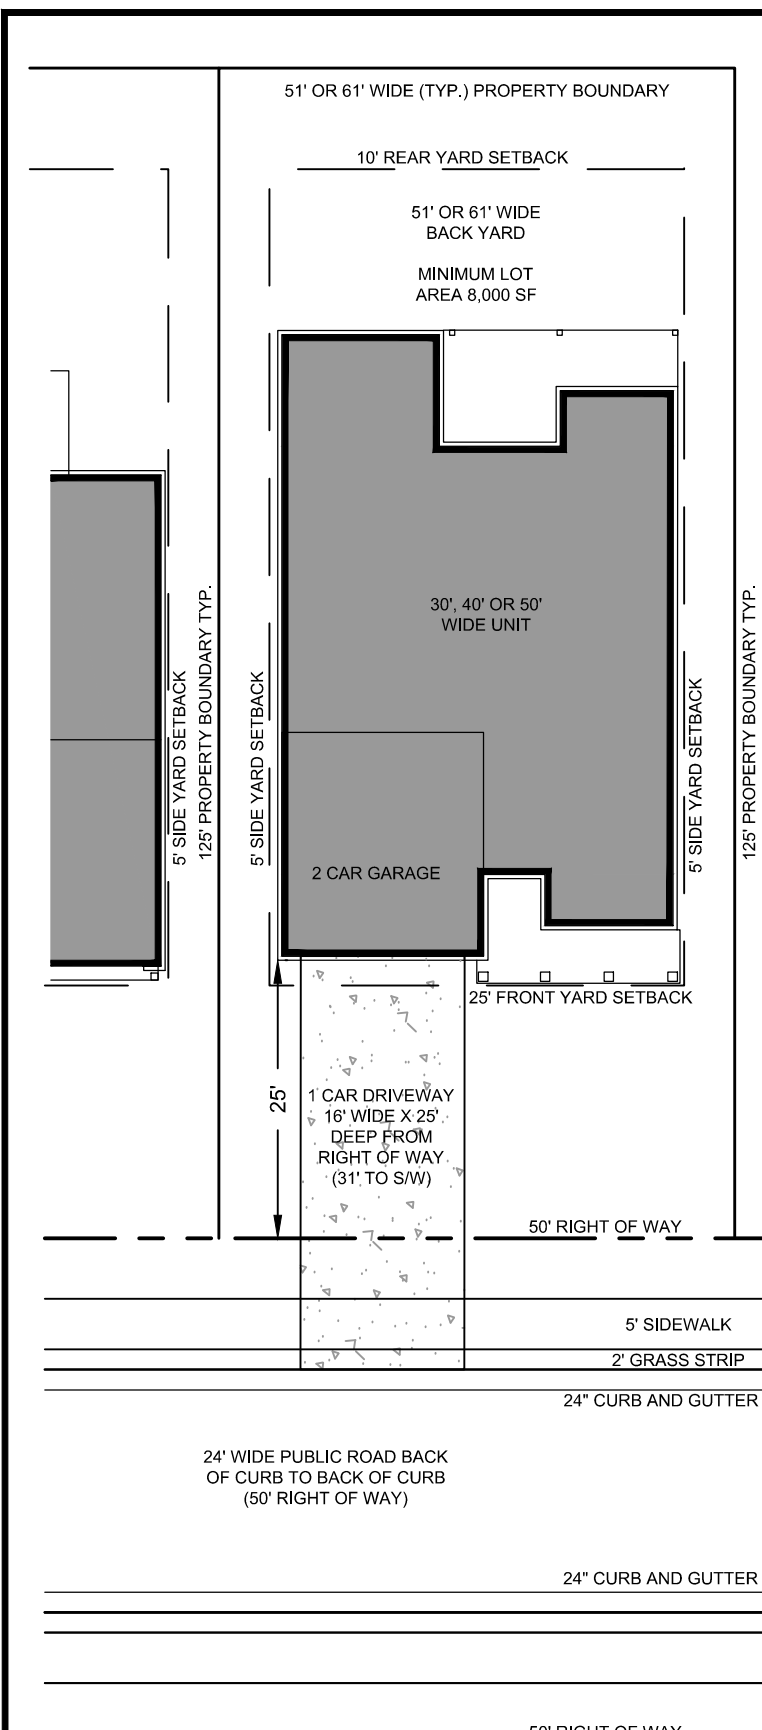 51' OR 61' WIDE (TYP.) PROPERTY BOUNDARY
10' REAR YARD SETBACK
51' OR 61' WIDE
BACK YARD
MINIMUM LOT
AREA 8,000 SF
30', 40' OR 50'
WIDE UNIT
5' SIDE YARD SETBACK
125' PROPERTY BOUNDARY TYP.
5' SIDE YARD SETBACK
5' SIDE YARD SETBACK
125' PROPERTY BOUNDARY TYP.
2 CAR GARAGE
25' FRONT YARD SETBACK
25'
1 CAR DRIVEWAY
16' WIDE X 25'
DEEP FROM
RIGHT OF WAY
(31' TO S/W)
50' RIGHT OF WAY
5' SIDEWALK
2' GRASS STRIP
24" CURB AND GUTTER
24' WIDE PUBLIC ROAD BACK
OF CURB TO BACK OF CURB
(50' RIGHT OF WAY)
24" CURB AND GUTTER
50' RIGHT OF WAY